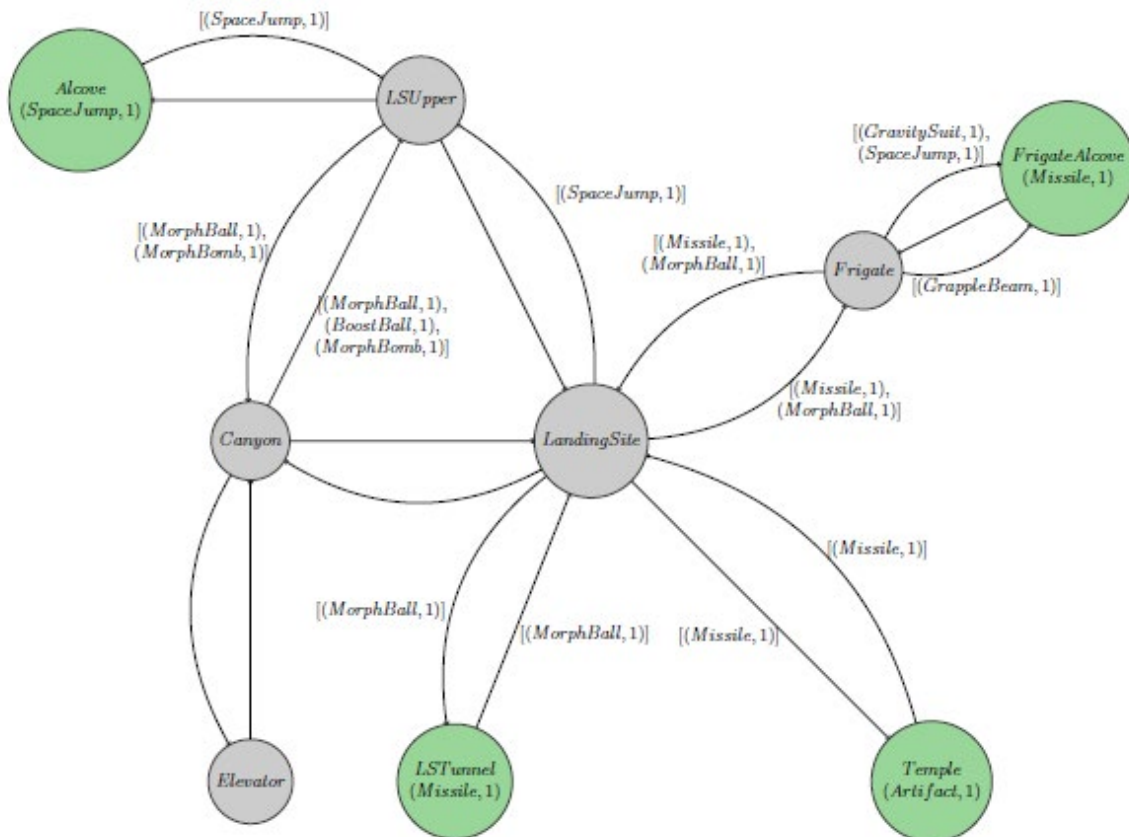 [(SpaceJump, 1)]
Alcove
(SpaceJump, 1)
LSUpper
[(GravitySuit, 1),
(SpaceJump, 1)]
FrigateAlcove
(Missile, 1)
[(SpaceJump, 1)]
[(MorphBall, 1),
(MorphBomb, 1)]
[(Missile, 1),
(MorphBall, 1)]
Frigate
[(GrappleBeam, 1)]
[(MorphBall, 1),
(BoostBall, 1),
(MorphBomb, 1)]
[(Missile, 1),
(MorphBall, 1)]
Canyon
LandingSite
[(Missile, 1)]
[(MorphBall, 1)]
[(MorphBall, 1)]
[(Missile, 1)]
Elevator
LSTunnel
(Missile, 1)
Temple
(Artifact, 1)